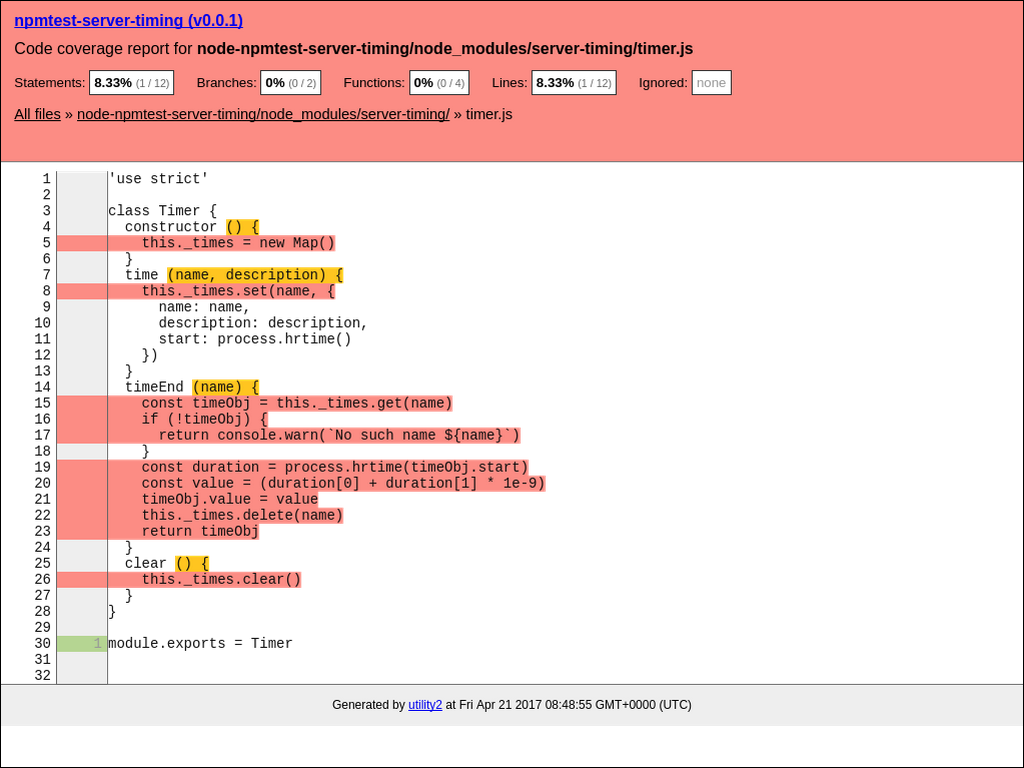 npmtest-server-timing (v0.0.1)
Code coverage report for node-npmtest-server-timing/node_modules/server-timing/timer.js
Statements: 8.33% (1 / 12) Branches: 0% (0 / 2) Functions: 0% (0 / 4) Lines: 8.33% (1 / 12) Ignored: none
All files » node-npmtest-server-timing/node_modules/server-timing/ » timer.js
1 'use strict'
2
3 class Timer {
4   constructor () {
5     this._times = new Map()
6   }
7   time (name, description) {
8     this._times.set(name, {
9       name: name,
10       description: description,
11       start: process.hrtime()
12     })
13   }
14   timeEnd (name) {
15     const timeObj = this._times.get(name)
16     if (!timeObj) {
17       return console.warn(`No such name ${name}`)
18     }
19     const duration = process.hrtime(timeObj.start)
20     const value = (duration[0] + duration[1] * 1e-9)
21     timeObj.value = value
22     this._times.delete(name)
23     return timeObj
24   }
25   clear () {
26     this._times.clear()
27   }
28 }
29
30 1 module.exports = Timer
31
32
Generated by utility2 at Fri Apr 21 2017 08:48:55 GMT+0000 (UTC)